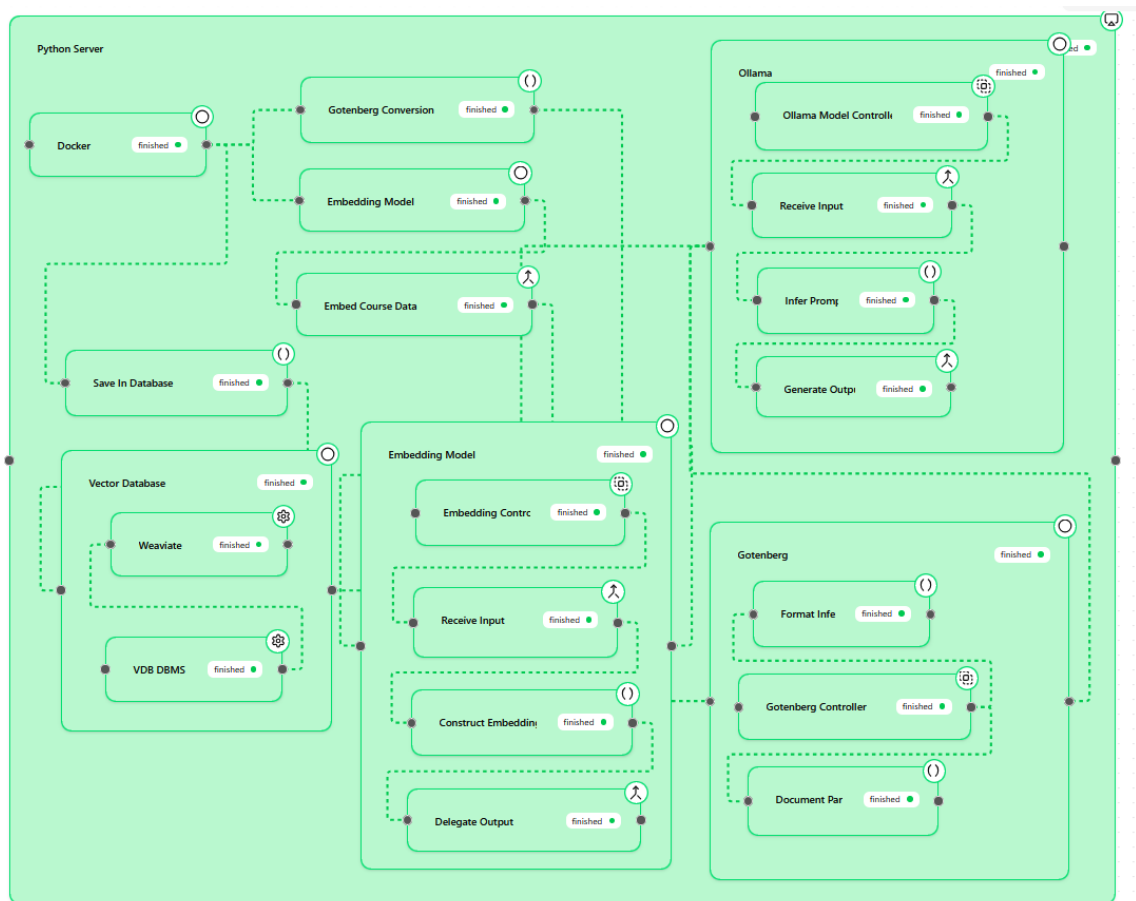 Python Server
ed
Ollama
finished
Ollama Model Controlle
finished
Gotenberg Conversion
finished
Docker
finished
Embedding Model
finished
Receive Input
finished
Embed Course Data
finished
Infer Promp
finished
Save In Database
finished
Generate Outpu
finished
Embedding Model
finished
Vector Database
finished
Embedding Contrc
finished
Weaviate
finished
Gotenberg
finished
Receive Input
finished
Format Infe
finished
VDB DBMS
finished
Construct Embedding
finished
Gotenberg Controller
finished
Delegate Output
finished
Document Par
finished